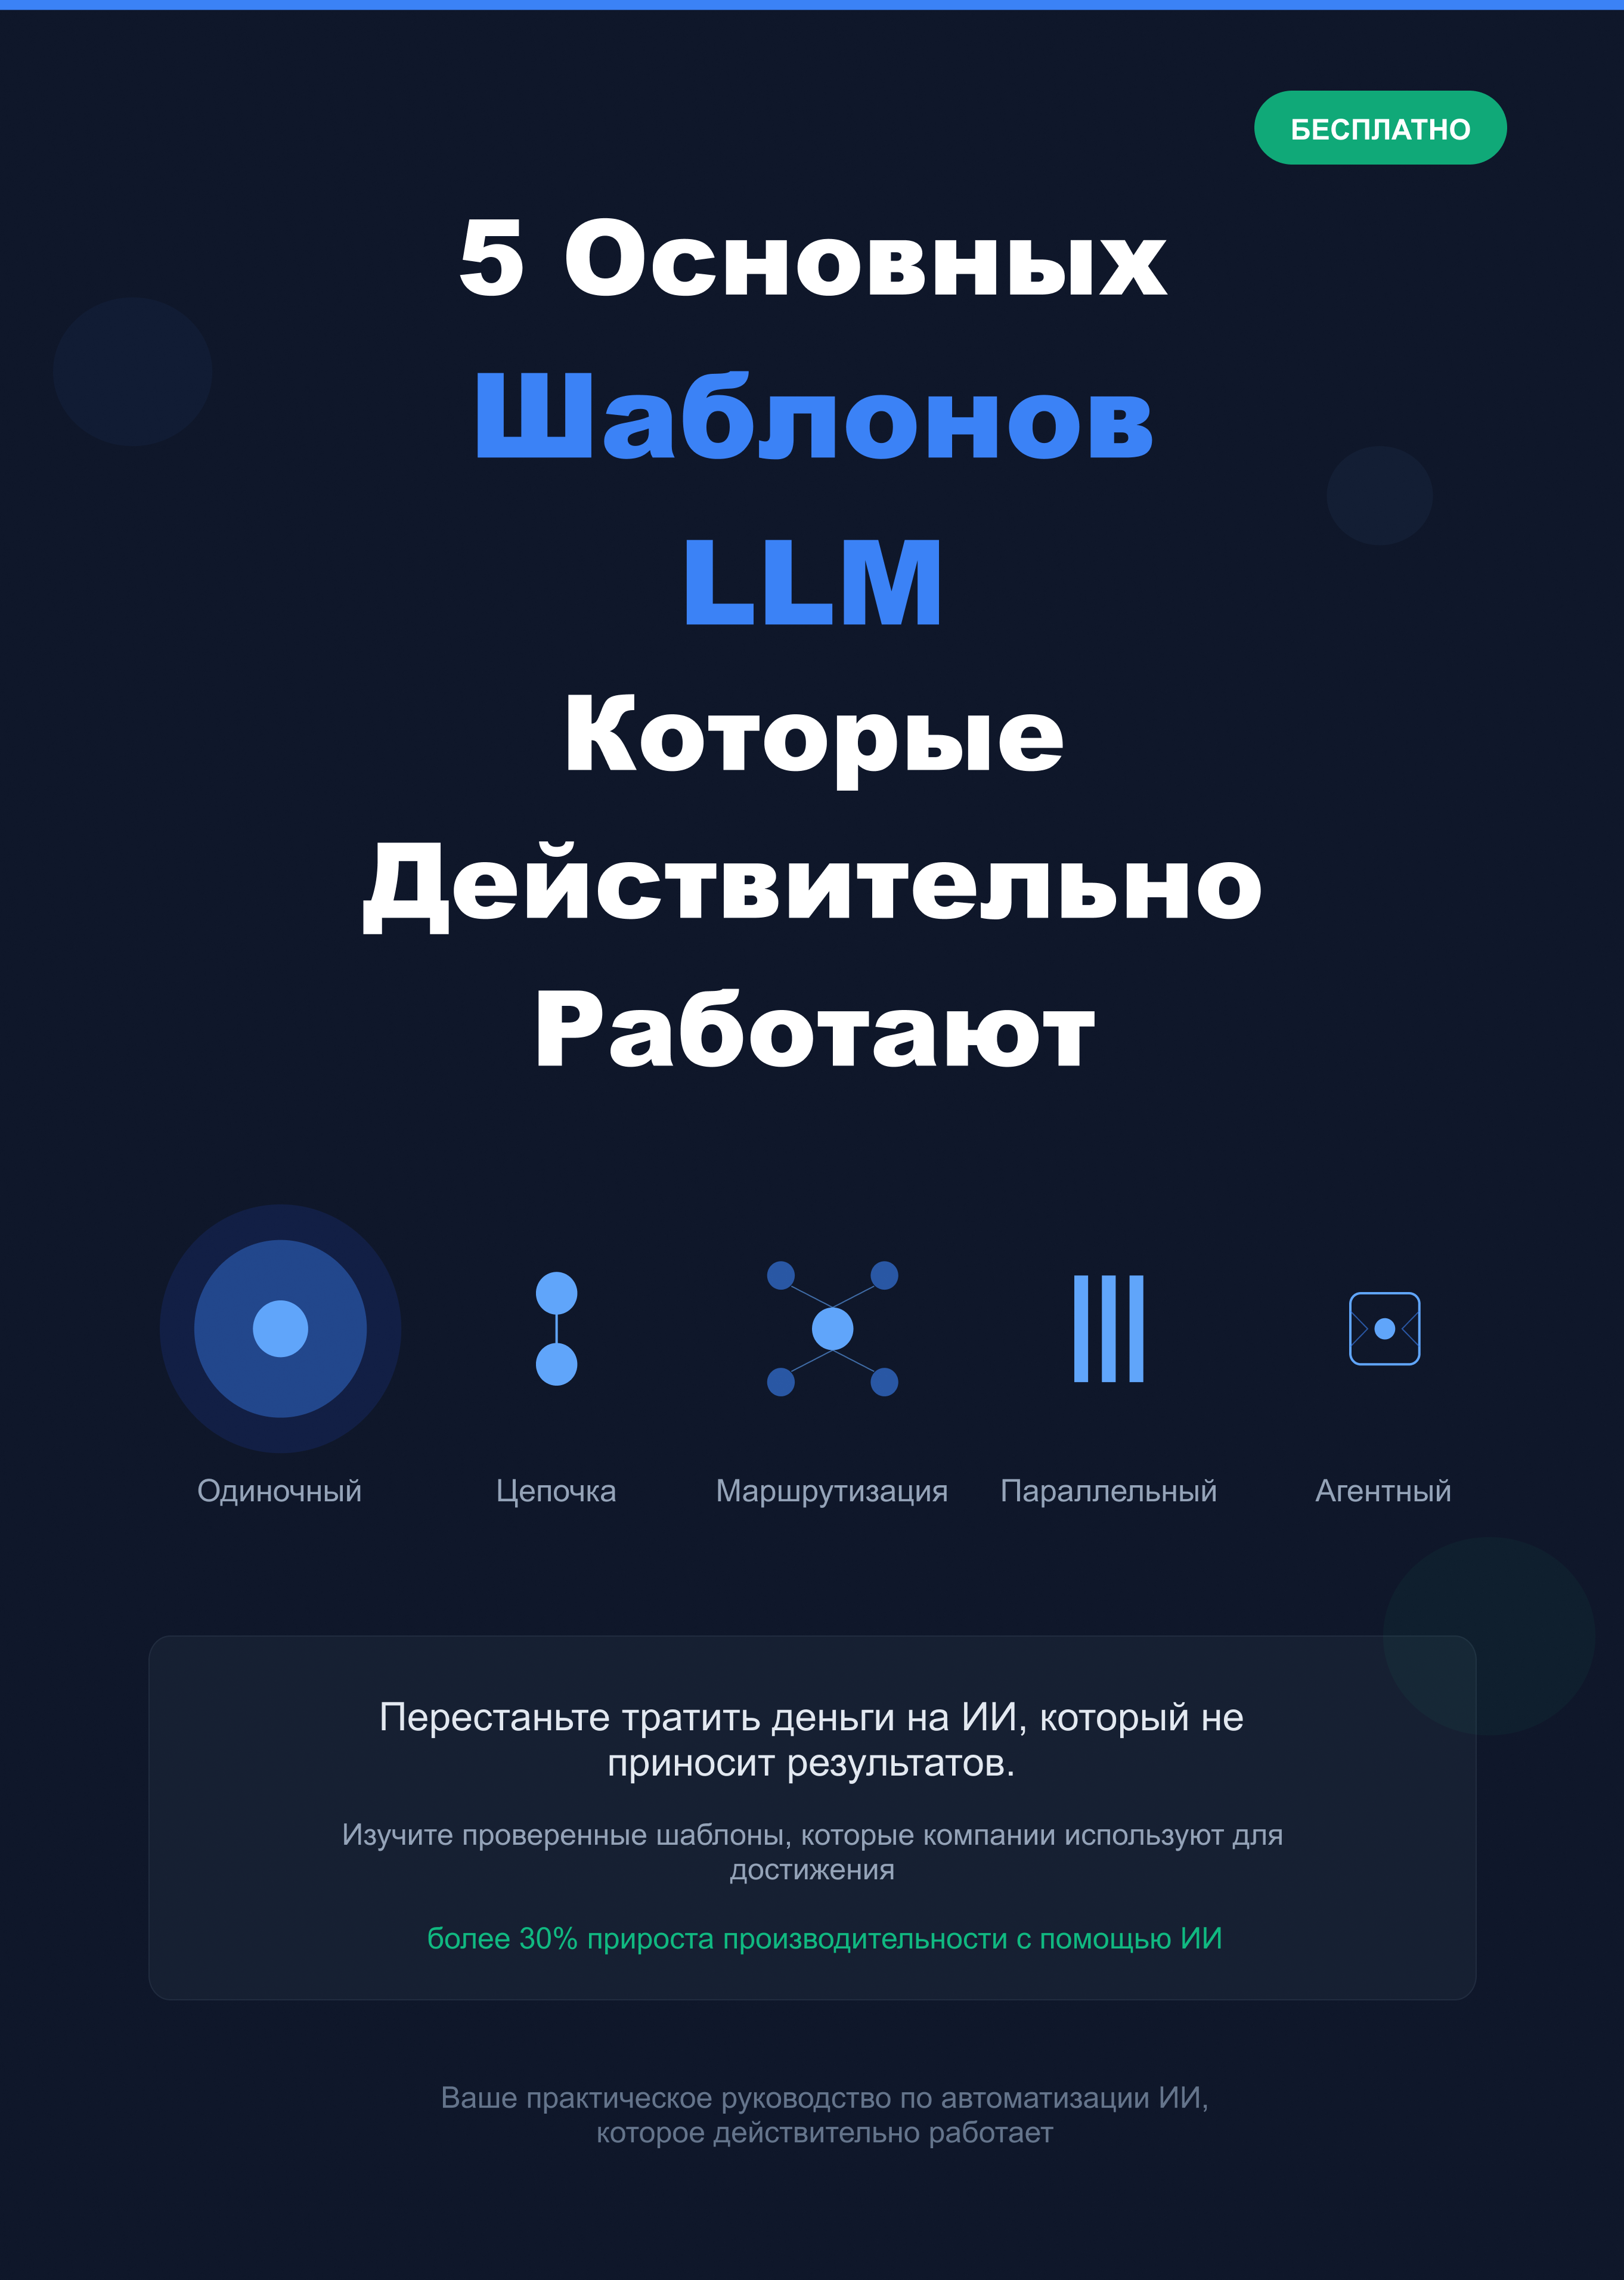 БЕСПЛАТНО
5 Основных
Шаблонов
LLM
Которые
Действительно
Работают
Одиночный
Цепочка
Маршрутизация
Параллельный
Агентный
Перестаньте тратить деньги на ИИ, который не
приносит результатов.
Изучите проверенные шаблоны, которые компании используют для
достижения
более 30% прироста производительности с помощью ИИ
Ваше практическое руководство по автоматизации ИИ,
которое действительно работает